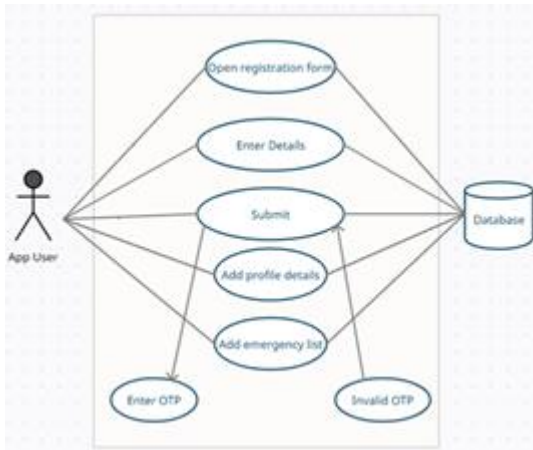 Open registration form
Enter Details
Submit
App User
Database
Add profile details
Add emergency list
Enter OTP
Invalid OTP